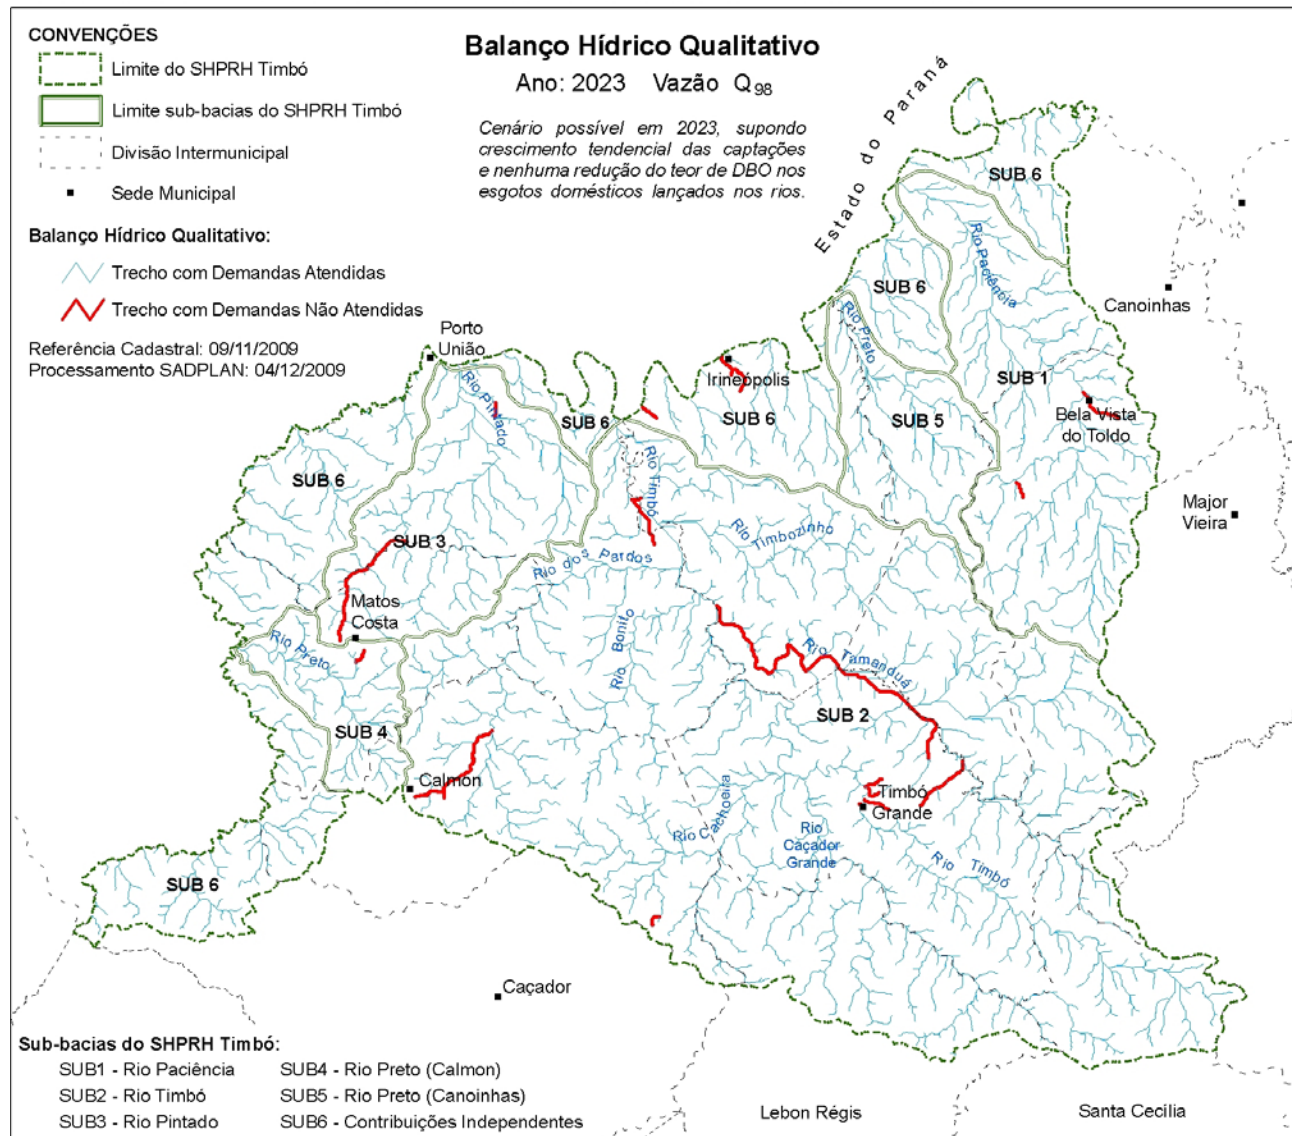 CONVENÇÕES
Limite do SHPRH Timbó
Limite sub-bacias do SHPRH Timbó
Divisão Intermunicipal
Sede Municipal
Balanço Hídrico Qualitativo:
Trecho com Demandas Atendidas
Trecho com Demandas Não Atendidas
Referência Cadastral: 09/11/2009
Processamento SADPLAN: 04/12/2009
Balanço Hídrico Qualitativo
Ano: 2023 Vazão Q98
Cenário possível em 2023, supondo
crescimento tendencial das captações
e nenhuma redução do teor de DBO nos
esgotos domésticos lançados nos rios.
Estado do Paraná
SUB 6
Rio Paciência
SUB 6
Canoinhas
Rio Preto
Porto
União
Irineópolis
SUB 1
Rio Pintado
SUB 6
SUB 6
SUB 5
Bela Vista
do Toldo
SUB 6
Rio Timbó
Major
Vieira
SUB 3
Rio Timbozinho
Rio dos Pardos
Matos
Costa
Rio Bonito
Rio Preto
Rio Tamanduá
SUB 4
SUB 2
Calmon
Timbó
Grande
Rio Cachoeira
Rio
Caçador
Grande
Rio Timbó
SUB 6
Caçador
Sub-bacias do SHPRH Timbó:
SUB1 - Rio Paciência
SUB2 - Rio Timbó
SUB3 - Rio Pintado
SUB4 - Rio Preto (Calmon)
SUB5 - Rio Preto (Canoinhas)
SUB6 - Contribuições Independentes
Lebon Régis
Santa Cecília